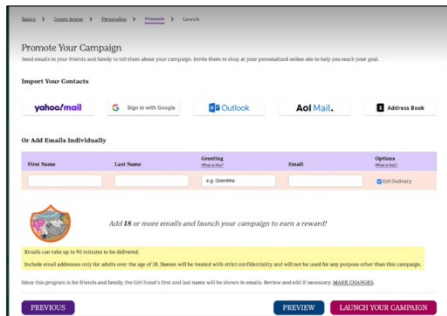 Basics > Create Avatar > Personalize > Promote > Launch
Promote Your Campaign
Send emails to your friends and family to tell them about your campaign. Invite them to shop at your personalized online site to help you reach your goal.
Import Your Contacts
yahoo!mail Sign in with Google Outlook Aol Mail. Address Book
Or Add Emails Individually
First Name Last Name Greeting Email Options
What is this? What is this?
e.g. Grandma Girl Delivery
Add 18 or more emails and launch your campaign to earn a reward!
Emails can take up to 90 minutes to be delivered.
Include email addresses only for adults over the age of 18. Names will be treated with strict confidentiality and will not be used for any purpose other than this campaign.
Since this program is for friends and family, the Girl Scout's first and last name will be shown in emails. Review and edit if necessary. MAKE CHANGES.
PREVIOUS PREVIEW LAUNCH YOUR CAMPAIGN